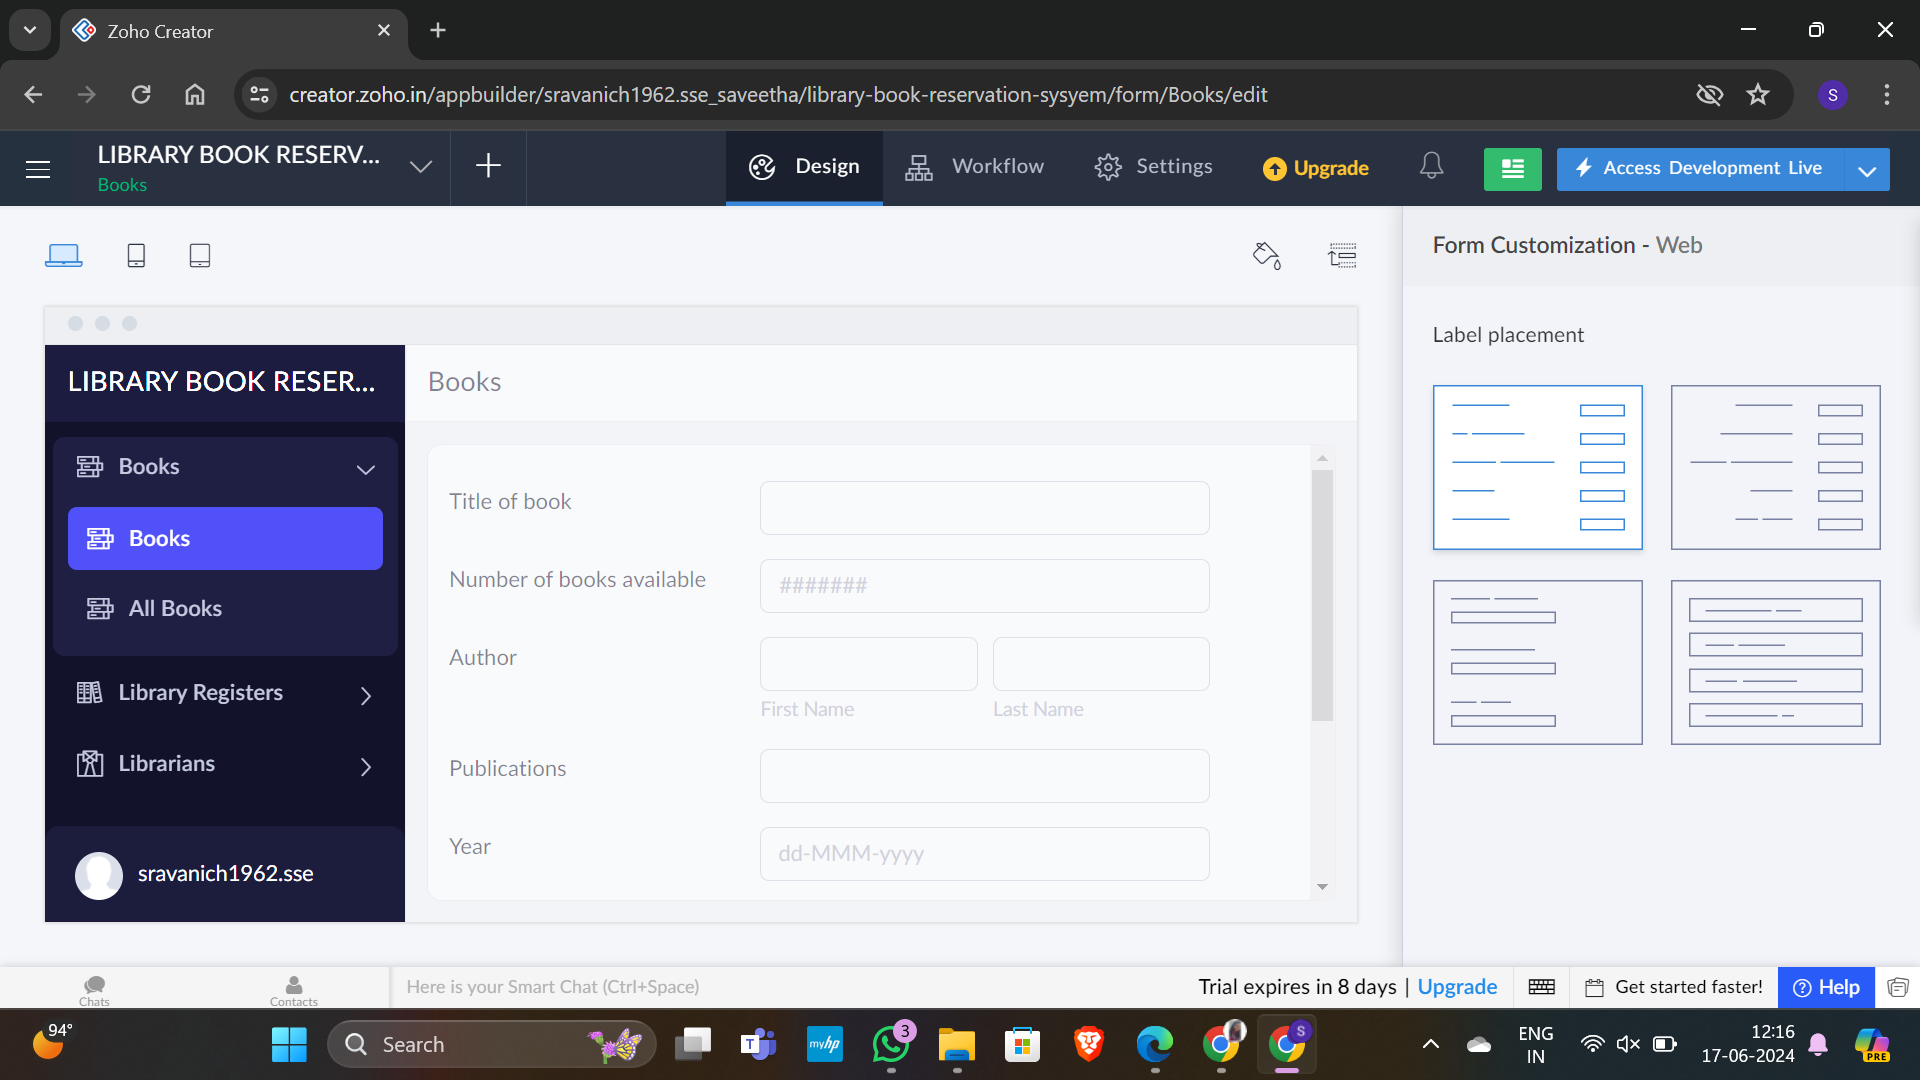 Zoho Creator
creator.zoho.in/appbuilder/sravanich1962.sse_saveetha/library-book-reservation-sysyem/form/Books/edit
S
LIBRARY BOOK RESERV...
Books
Design
Workflow
Settings
Upgrade
Access Development Live
Form Customization - Web
Label placement
LIBRARY BOOK RESER...
Books
Books
All Books
Library Registers
Librarians
sravanich1962.sse
Books
Title of book
Number of books available
#######
Author
First Name
Last Name
Publications
Year
dd-MMM-yyyy
Chats
Contacts
Here is your Smart Chat (Ctrl+Space)
Trial expires in 8 days | Upgrade
Get started faster!
Help
94°
Search
T
myhp
3
S
ENG
IN
12:16
17-06-2024
PRE